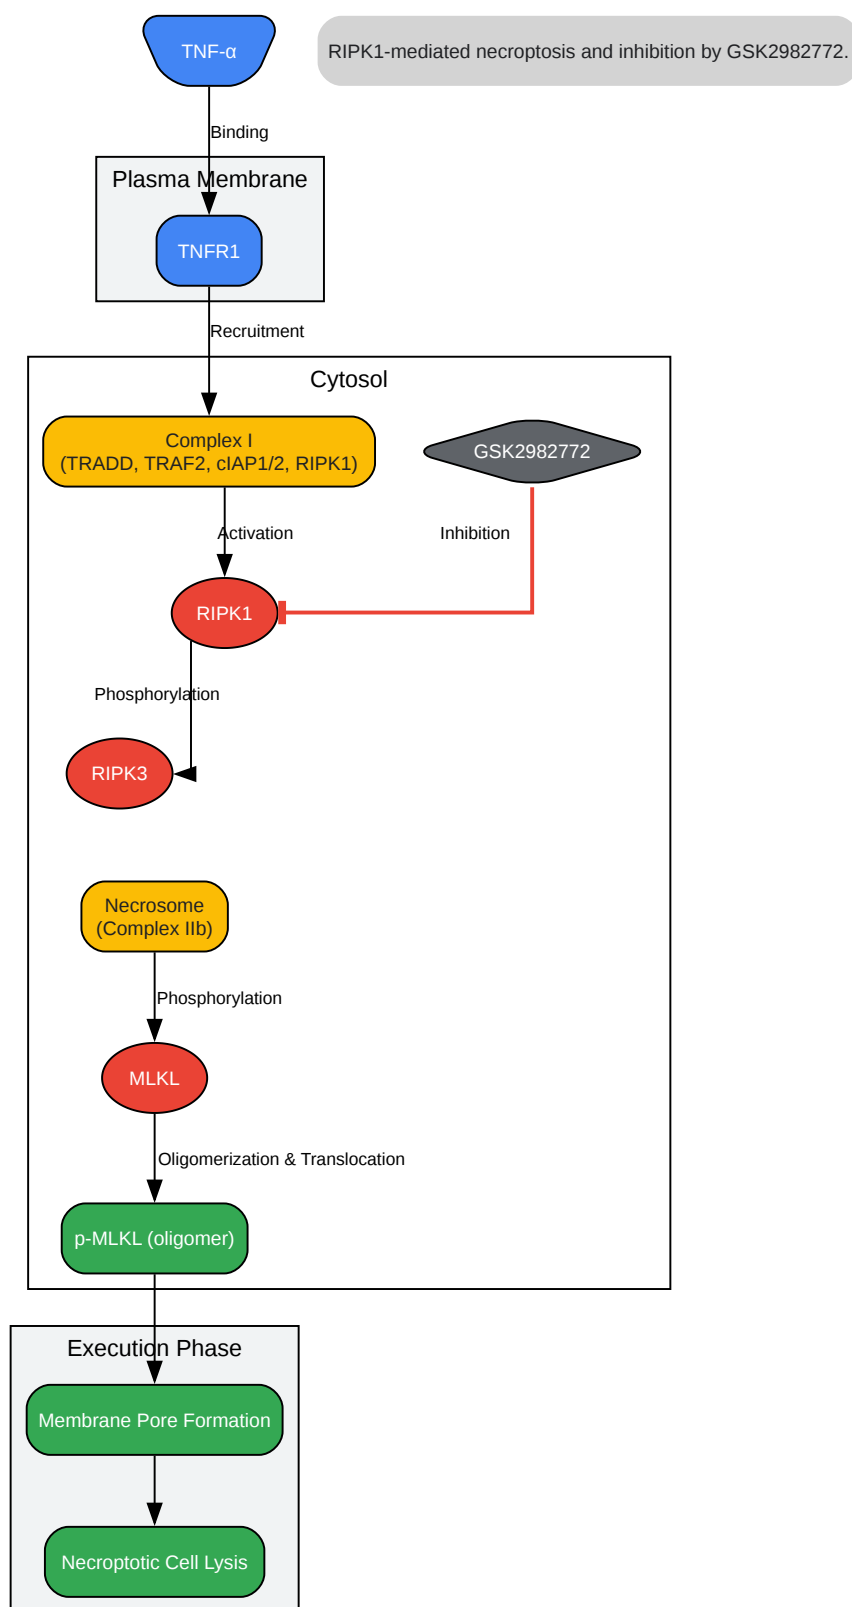 TNF-α
RIPK1-mediated necroptosis and inhibition by GSK2982772.
Binding
Plasma Membrane
TNFR1
Recruitment
Cytosol
Complex I
(TRADD, TRAF2, cIAP1/2, RIPK1)
GSK2982772
Activation
Inhibition
RIPK1
Phosphorylation
RIPK3
Necrosome
(Complex IIb)
Phosphorylation
MLKL
Oligomerization & Translocation
p-MLKL (oligomer)
Execution Phase
Membrane Pore Formation
Necroptotic Cell Lysis